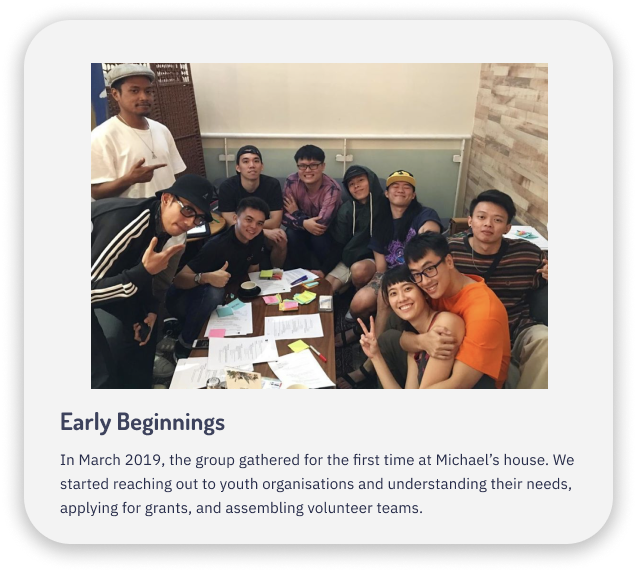 Early Beginnings
In March 2019, the group gathered for the first time at Michael’s house. We
started reaching out to youth organisations and understanding their needs,
applying for grants, and assembling volunteer teams.